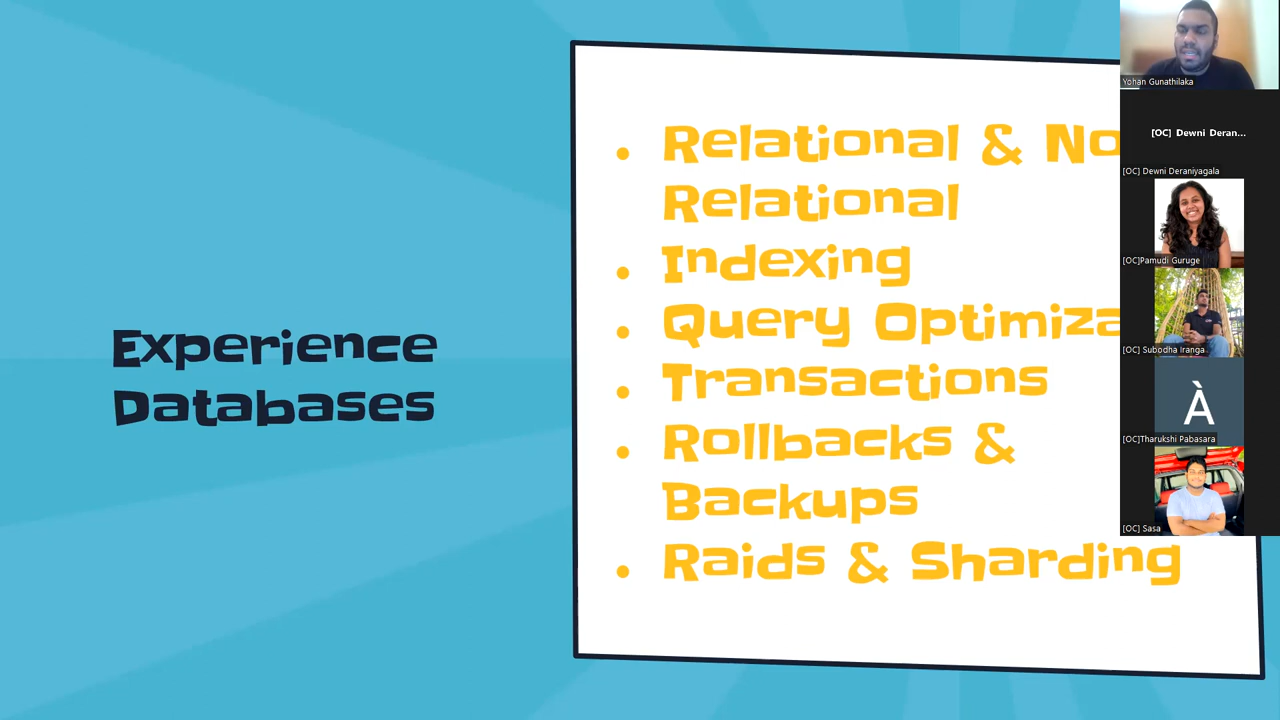 Experience
Databases
• Relational & No
Relational
• Indexing
• Query Optimiza
• Transactions
• Rollbacks &
Backups
• Raids & Sharding
Yohan Gunathilaka
[OC] Dewni Deran...
[OC] Dewni Deraniyagala
[OC]Pamudi Guruge
[OC] Subodha Iranga
À
[OC]Tharukshi Pabasara
[OC] Sasa